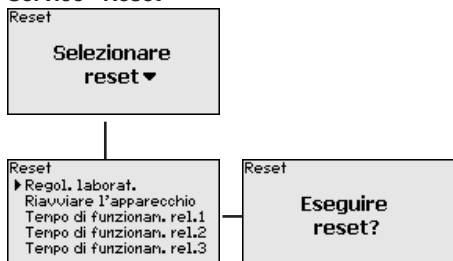 Service - Reset
Reset
Selezionare
reset▼
Reset
▶Regol. laborat.
Riavviare l'apparecchio
Tempo di funzionam. rel.1
Tempo di funzionam. rel.2
Tempo di funzionam. rel.3
Reset
Eseguire
reset?